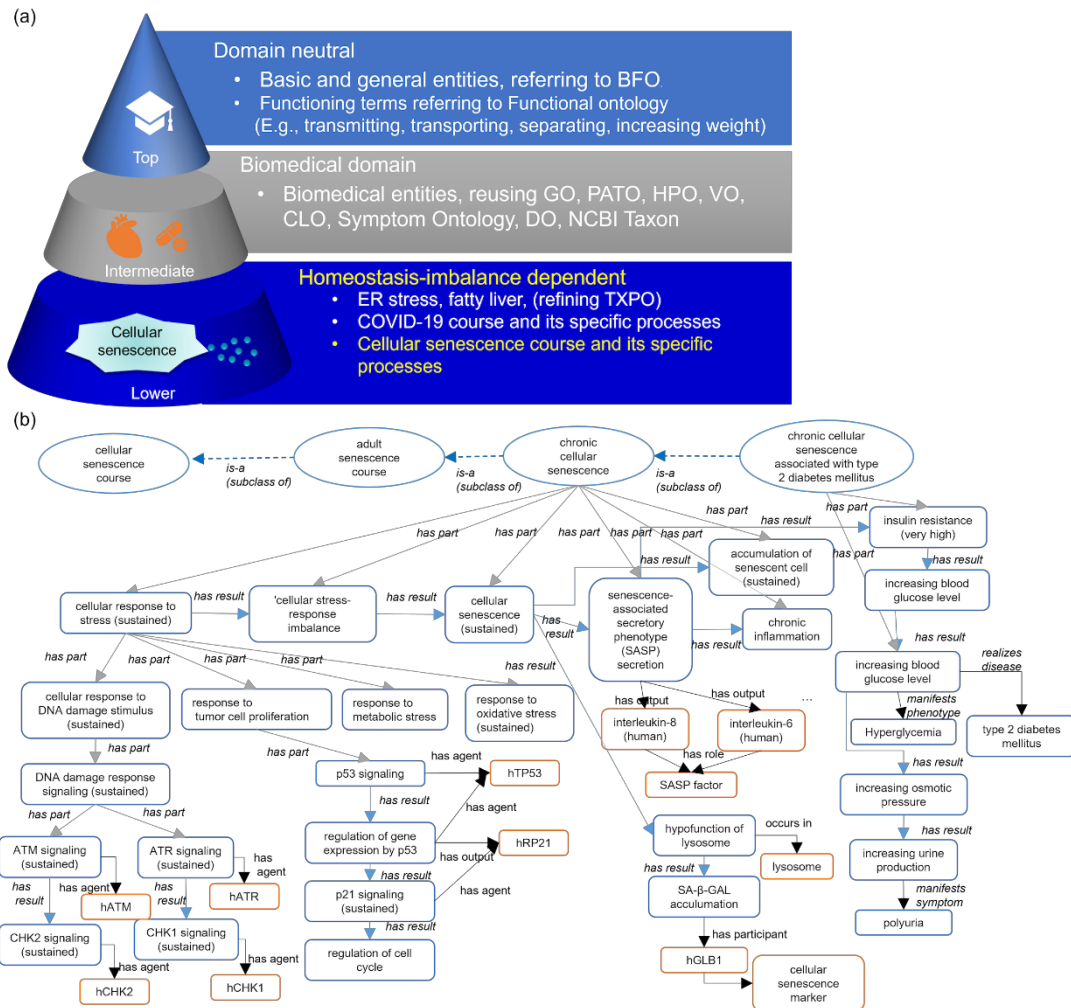 (a)
Domain neutral
• Basic and general entities, referring to BFO.
• Functioning terms referring to Functional ontology
(E.g., transmitting, transporting, separating, increasing weight)
Top
Biomedical domain
• Biomedical entities, reusing GO, PATO, HPO, VO,
CLO, Symptom Ontology, DO, NCBI Taxon
Intermediate
Homeostasis-imbalance dependent
• ER stress, fatty liver, (refining TXPO)
• COVID-19 course and its specific processes
• Cellular senescence course and its specific
processes
Cellular
senescence
Lower
(b)
cellular
senescence
course
is-a
(subclass of)
adult
senescence
course
is-a
(subclass of)
chronic
cellular
senescence
is-a
(subclass of)
chronic cellular
senescence
associated with type
2 diabetes mellitus
has part
has part
has part
has part
has part
has part
has result
has part
has part
insulin resistance
(very high)
has result
increasing blood
glucose level
cellular response to
stress (sustained)
has result
'cellular stress-
response
imbalance
has result
cellular
senescence
(sustained)
has result
has result
senescence-
associated
secretory
phenotype
(SASP)
secretion
accumulation of
senescent cell
(sustained)
has result
chronic
inflammation
increasing blood
glucose level
realizes
disease
manifests
phenotype
Hyperglycemia
type 2 diabetes
mellitus
has part
has part
has part
has part
has result
cellular response to
DNA damage stimulus
(sustained)
response to
tumor cell proliferation
response to
metabolic stress
response to
oxidative stress
(sustained)
has output
has output
...
interleukin-8
(human)
interleukin-6
(human)
has role
SASP factor
has result
increasing osmotic
pressure
has result
increasing urine
production
manifests
symptom
polyuria
has part
DNA damage response
signaling (sustained)
has part
has part
has part
p53 signaling
has agent
hTP53
has result
has agent
regulation of gene
expression by p53
has output
hRP21
has result
has agent
p21 signaling
(sustained)
has result
regulation of cell
cycle
ATM signaling
(sustained)
has agent
hATM
has
result
CHK2 signaling
(sustained)
has agent
hCHK2
ATR signaling
(sustained)
has
agent
hATR
has
result
CHK1 signaling
(sustained)
has agent
hCHK1
hypofunction of
lysosome
occurs in
lysosome
has result
SA-β-GAL
acculumation
has participant
hGLB1
cellular
senescence
marker